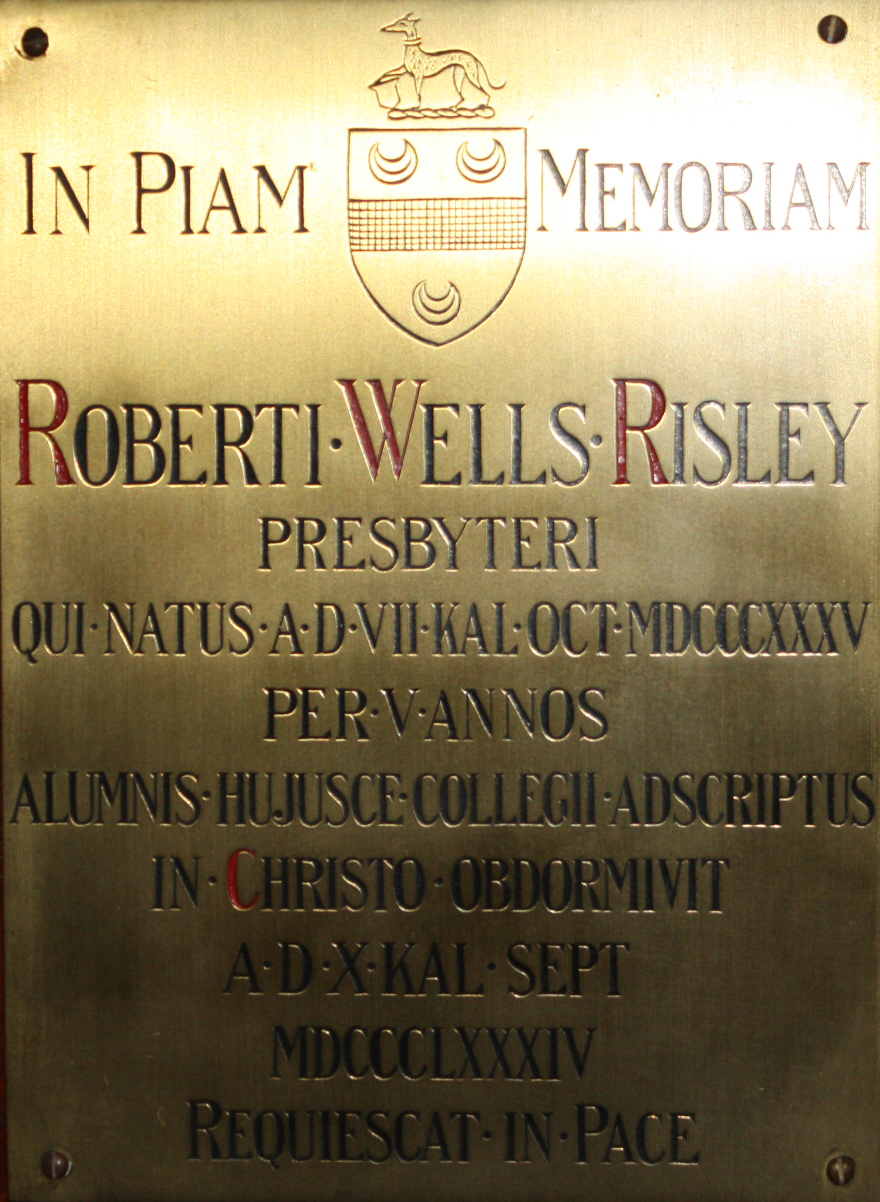 IN PIAM MEMORIAM
ROBERTI·WELLS·RISLEY
PRESBYTERI
QUI·NATUS·A·D·VII·KAL·OCT·MDCCCXXXV
PER·V·ANNOS
ALUMNIS·HUJUSCE·COLLEGII·ADSCRIPTUS
IN·CHRISTO·OBDORMIVIT
A·D·X·KAL·SEPT
MDCCCLXXXIV
REQUIESCAT·IN·PACE